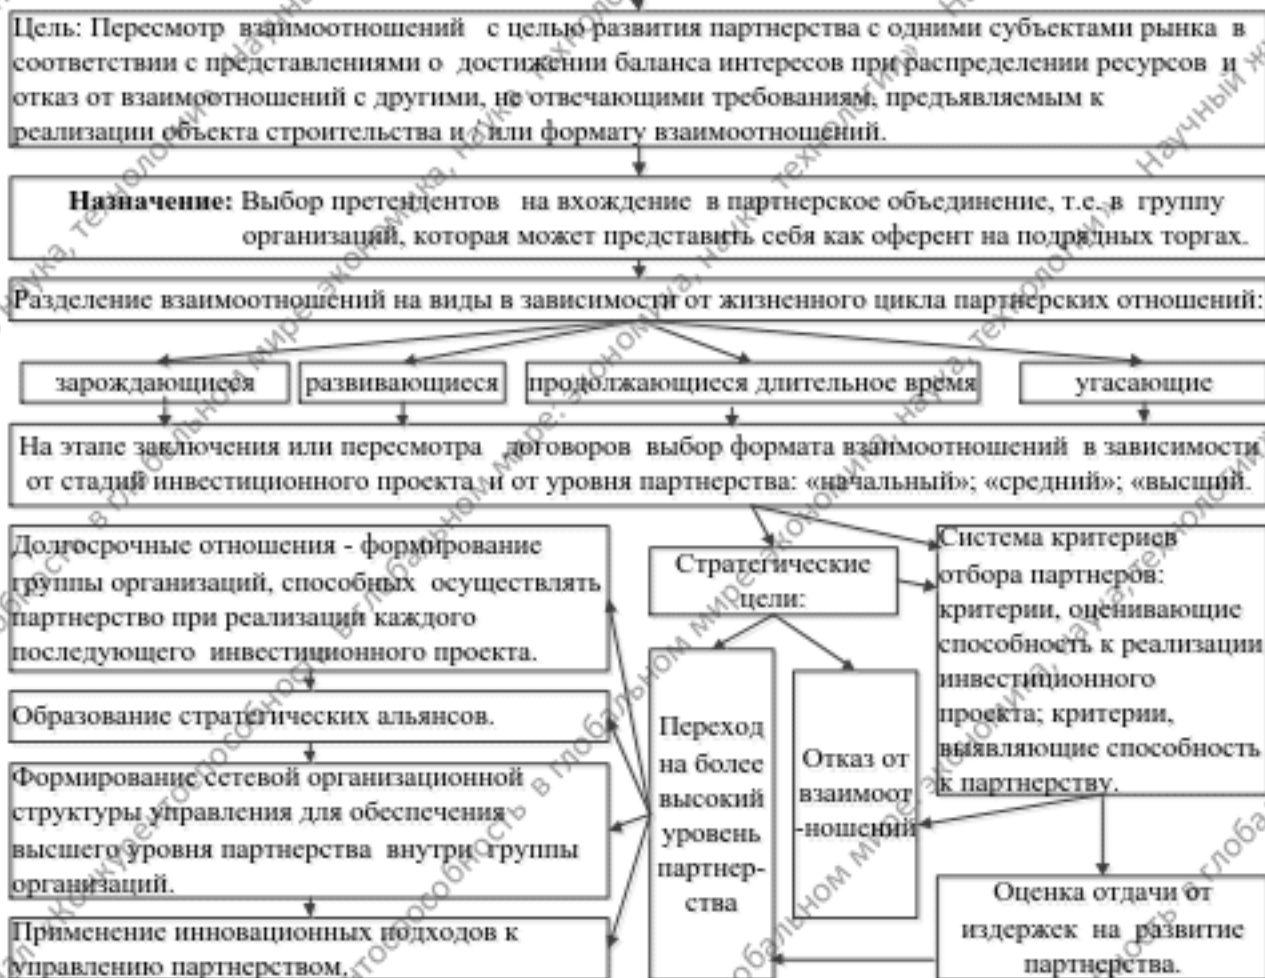 Цель: Пересмотр взаимоотношений с целью развития партнерства с одними субъектами рынка в
соответствии с представлениями о достижении баланса интересов при распределении ресурсов и
отказ от взаимоотношений с другими, не отвечающими требованиям, предъявляемым к
реализации объекта строительства и / или формату взаимоотношений.
Назначение: Выбор претендентов на вхождение в партнерское объединение, т.е. в группу
организаций, которая может представить себя как оферент на подрядных торгах.
Разделение взаимоотношений на виды в зависимости от жизненного цикла партнерских отношений:
зарождающиеся
развивающиеся
продолжающиеся длительное время
угасающие
На этапе заключения или пересмотра договоров выбор формата взаимоотношений в зависимости
от стадий инвестиционного проекта и от уровня партнерства: «начальный»; «средний»; «высший.
Долгосрочные отношения - формирование
группы организаций, способных осуществлять
партнерство при реализации каждого
последующего инвестиционного проекта.
Образование стратегических альянсов.
Формирование сетевой организационной
структуры управления для обеспечения
высшего уровня партнерства внутри группы
организаций.
Применение инновационных подходов к
управлению партнерством.
Стратегические
цели:
Переход
на более
высокий
уровень
партнер-
ства
Отказ от
взаимоот
-ношений
Система критериев
отбора партнеров:
критерии, оценивающие
способность к реализации
инвестиционного
проекта; критерии,
выявляющие способность
к партнерству.
Оценка отдачи от
издержек на развитие
партнерства.